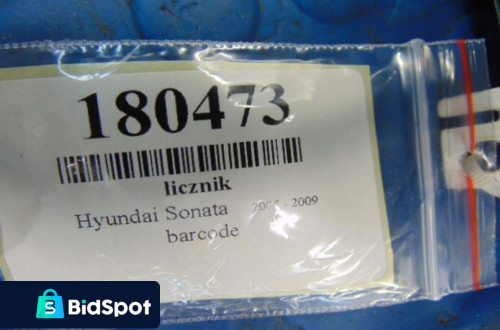 180473
licznik
Hyundai Sonata - 2009
barcode
BidSpot